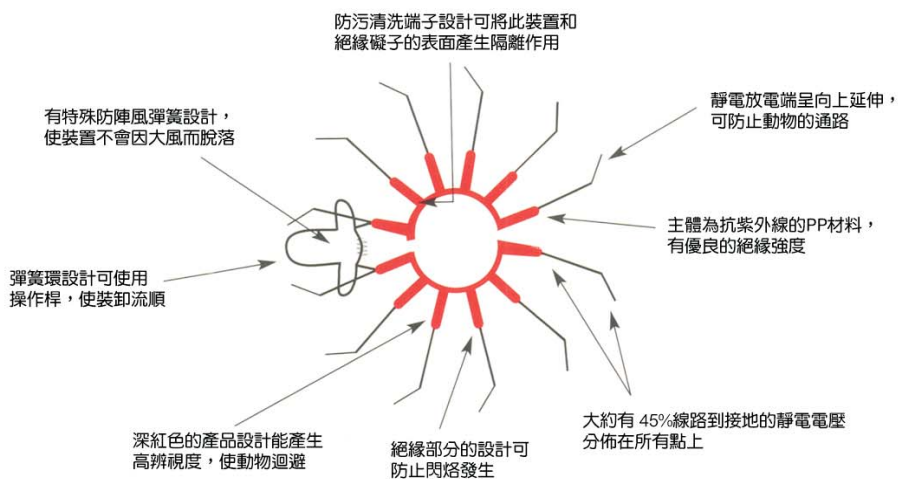 防污清洗端子設計可將此裝置和
絕緣礙子的表面產生隔離作用
有特殊防陣風彈簧設計，
使裝置不會因大風而脫落
靜電放電端呈向上延伸，
可防止動物的通路
主體為抗紫外線的PP材料，
有優良的絕緣強度
彈簧環設計可使用
操作桿，使裝卸流順
大約有 45%線路到接地的靜電電壓
分佈在所有點上
深紅色的產品設計能產生
高辨視度，使動物迴避
絕緣部分的設計可
防止閃烙發生